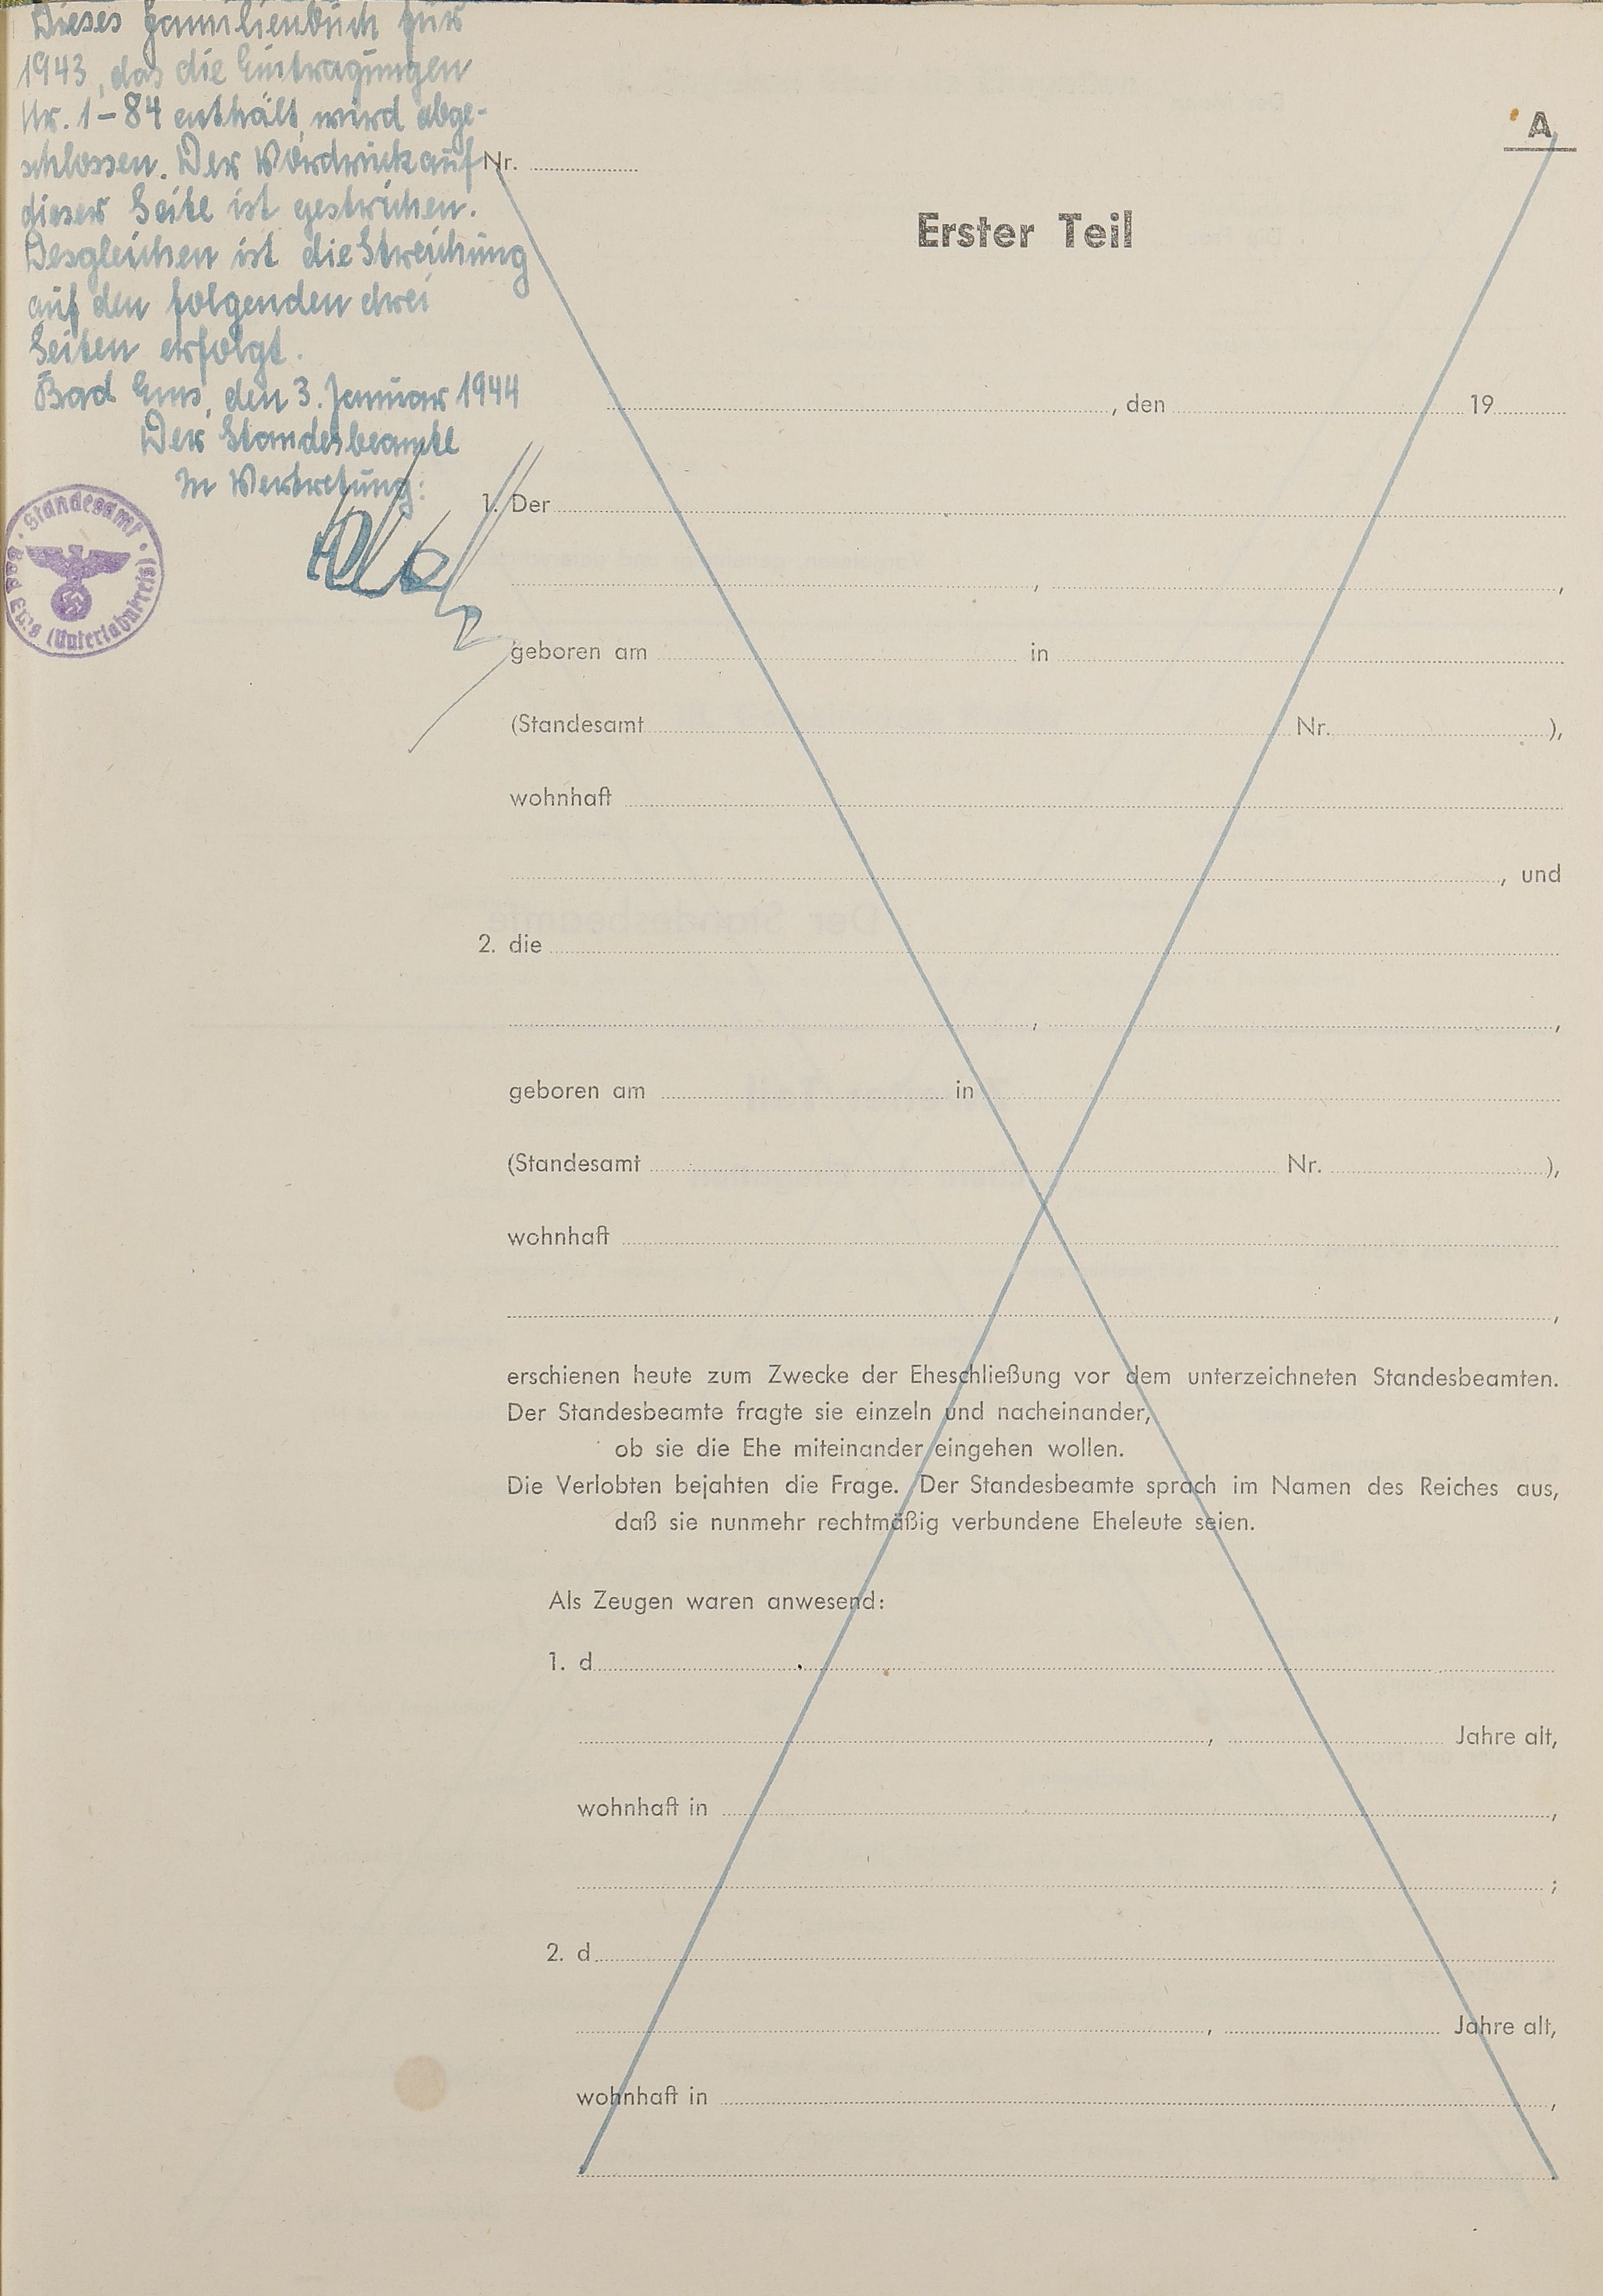 Dieses Familienbuch für
1943, das die Eintragungen
Nr. 1–84 enthält, wird abge-
schlossen. Der Vordruck auf
dieser Seite ist gestrichen.
Desgleichen ist die Streichung
auf den folgenden drei
Seiten erfolgt.
Bad Ems, den 3. Januar 1944
Der Standesbeamte
In Vertretung:
Standesamt
Bad Ems (Unterlahnkreis)
A
Nr.
Erster Teil
, den 19
1. Der
, ,
geboren am in
(Standesamt Nr. ),
wohnhaft
, und
2. die
, ,
geboren am in
(Standesamt Nr. ),
wohnhaft
,
erschienen heute zum Zwecke der Eheschließung vor dem unterzeichneten Standesbeamten.
Der Standesbeamte fragte sie einzeln und nacheinander,
ob sie die Ehe miteinander eingehen wollen.
Die Verlobten bejahten die Frage. Der Standesbeamte sprach im Namen des Reiches aus,
daß sie nunmehr rechtmäßig verbundene Eheleute seien.
Als Zeugen waren anwesend:
1. d
, Jahre alt,
wohnhaft in ,
;
2. d
, Jahre alt,
wohnhaft in ,